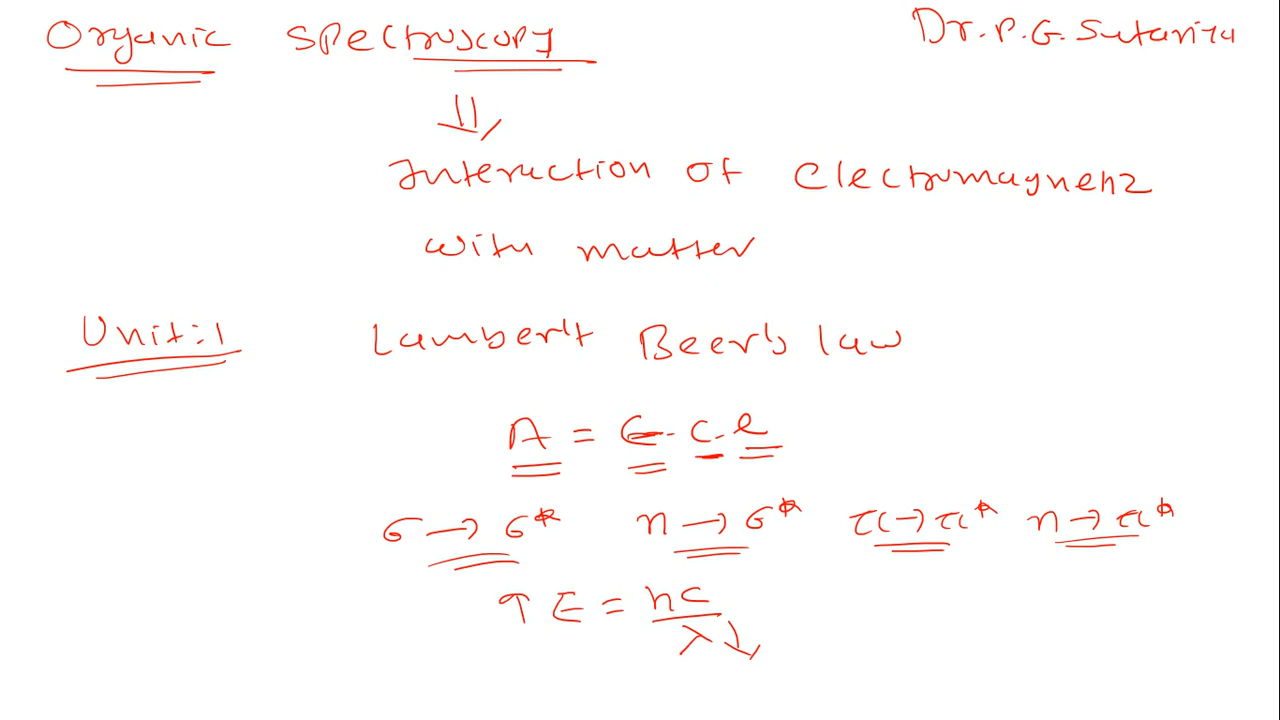 Organic Spectroscopy Dr. P. G. Sutariya
Interaction of Electromagnetic
with matter
Unit:1 Lambert Beer's law
A = ε. c. l
σ → σ* n → σ* π → π* n → π*
↑ E = hc/λ ↓